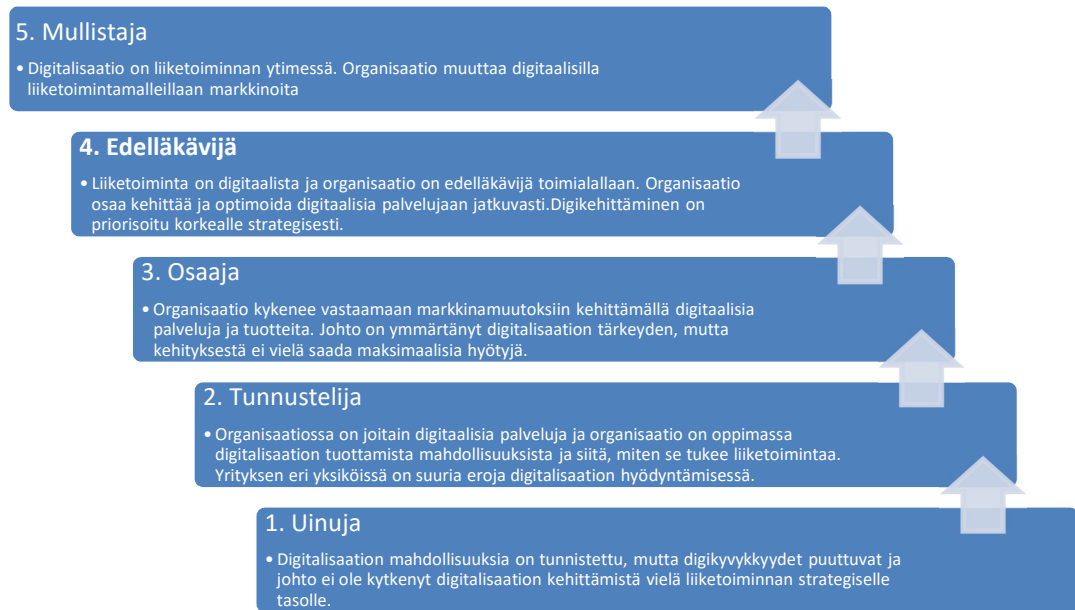 5. Mullistaja
• Digitalisaatio on liiketoiminnan ytimessä. Organisaatio muuttaa digitaalisilla
liiketoimintamalleillaan markkinoita
4. Edelläkävijä
• Liiketoiminta on digitaalista ja organisaatio on edelläkävijä toimialallaan. Organisaatio
osaa kehittää ja optimoida digitaalisia palvelujaan jatkuvasti.Digikehittäminen on
priorisoitu korkealle strategisesti.
3. Osaaja
• Organisaatio kykenee vastaamaan markkinamuutoksiin kehittämällä digitaalisia
palveluja ja tuotteita. Johto on ymmärtänyt digitalisaation tärkeyden, mutta
kehityksestä ei vielä saada maksimaalisia hyötyjä.
2. Tunnustelija
• Organisaatiossa on joitain digitaalisia palveluja ja organisaatio on oppimassa
digitalisaation tuottamista mahdollisuuksista ja siitä, miten se tukee liiketoimintaa.
Yrityksen eri yksiköissä on suuria eroja digitalisaation hyödyntämisessä.
1. Uinuja
• Digitalisaation mahdollisuuksia on tunnistettu, mutta digikyvykkyydet puuttuvat ja
johto ei ole kytkenyt digitalisaation kehittämistä vielä liiketoiminnan strategiselle
tasolle.